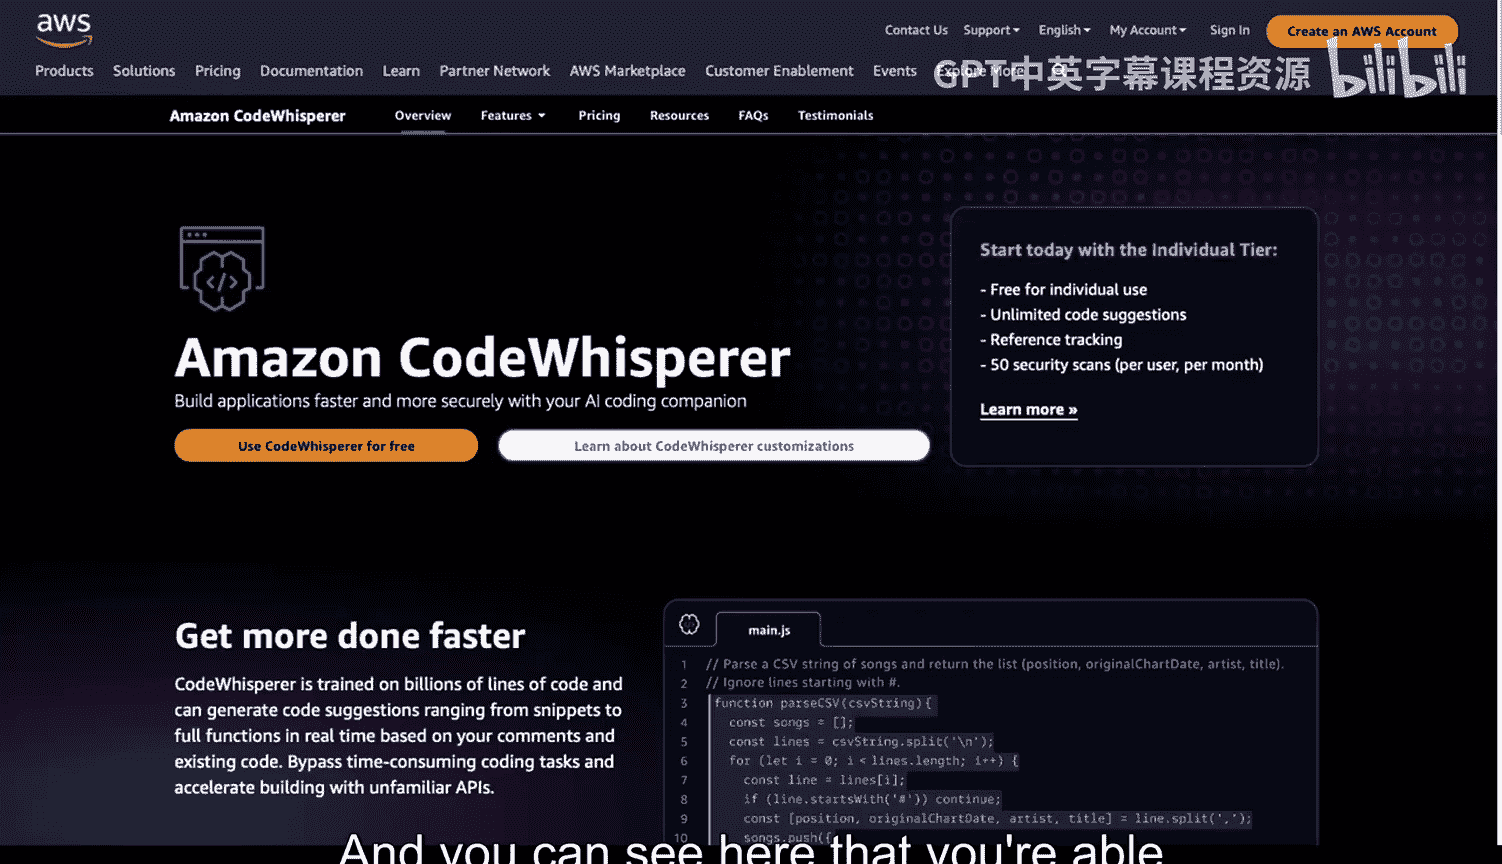 aws
Contact Us Support English My Account Sign In Create an AWS Account
Products Solutions Pricing Documentation Learn Partner Network AWS Marketplace Customer Enablement Events Explore More
GPT中英字幕课程资源 bilibili
Amazon CodeWhisperer Overview Features Pricing Resources FAQs Testimonials
Start today with the Individual Tier:
- Free for individual use
- Unlimited code suggestions
- Reference tracking
- 50 security scans (per user, per month)
Learn more »
</>
Amazon CodeWhisperer
Build applications faster and more securely with your AI coding companion
Use CodeWhisperer for free Learn about CodeWhisperer customizations
Get more done faster
CodeWhisperer is trained on billions of lines of code and
can generate code suggestions ranging from snippets to
full functions in real time based on your comments and
existing code. Bypass time-consuming coding tasks and
accelerate building with unfamiliar APIs.
main.js
1 // Parse a CSV string of songs and return the list (position, originalChartDate, artist, title).
2 // Ignore lines starting with #.
3 function parseCSV(csvString){
4 const songs = [];
5 const lines = csvString.split('\n');
6 for (let i = 0; i < lines.length; i++) {
7 const line = lines[i];
8 if (line.startsWith('#')) continue;
9 const [position, originalChartDate, artist, title] = line.split(',');
10 songs.push({
And you can see here that you're able